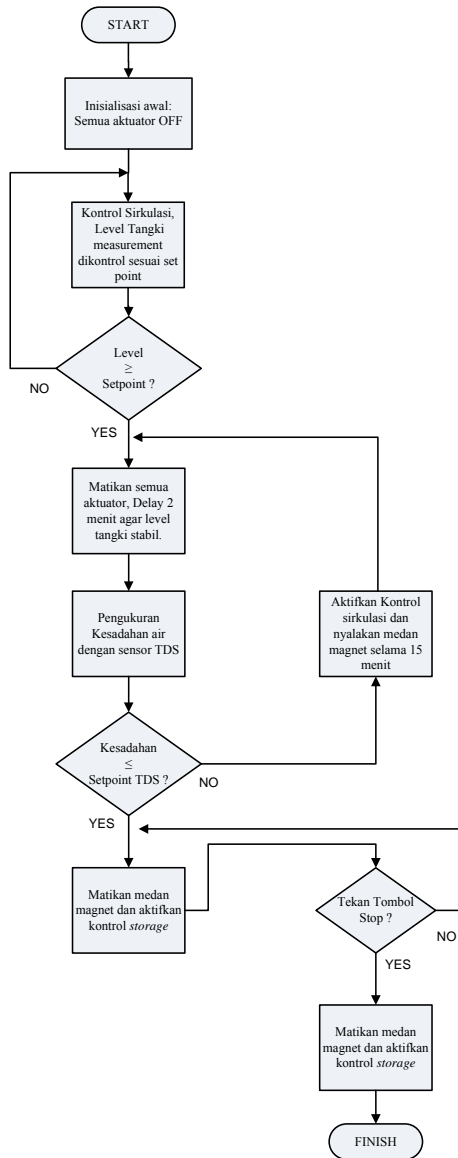 START
Inisialisasi awal:
Semua aktuator OFF
Kontrol Sirkulasi,
Level Tangki
measurement
dikontrol sesuai set
point
Level
≥
Setpoint ?
NO
YES
Matikan semua
aktuator, Delay 2
menit agar level
tangki stabil.
Pengukuran
Kesadahan air
dengan sensor TDS
Aktifkan Kontrol
sirkulasi dan
nyalakan medan
magnet selama 15
menit
Kesadahan
≤
Setpoint TDS ?
NO
YES
Matikan medan
magnet dan aktifkan
kontrol storage
Tekan Tombol
Stop ?
NO
YES
Matikan medan
magnet dan aktifkan
kontrol storage
FINISH